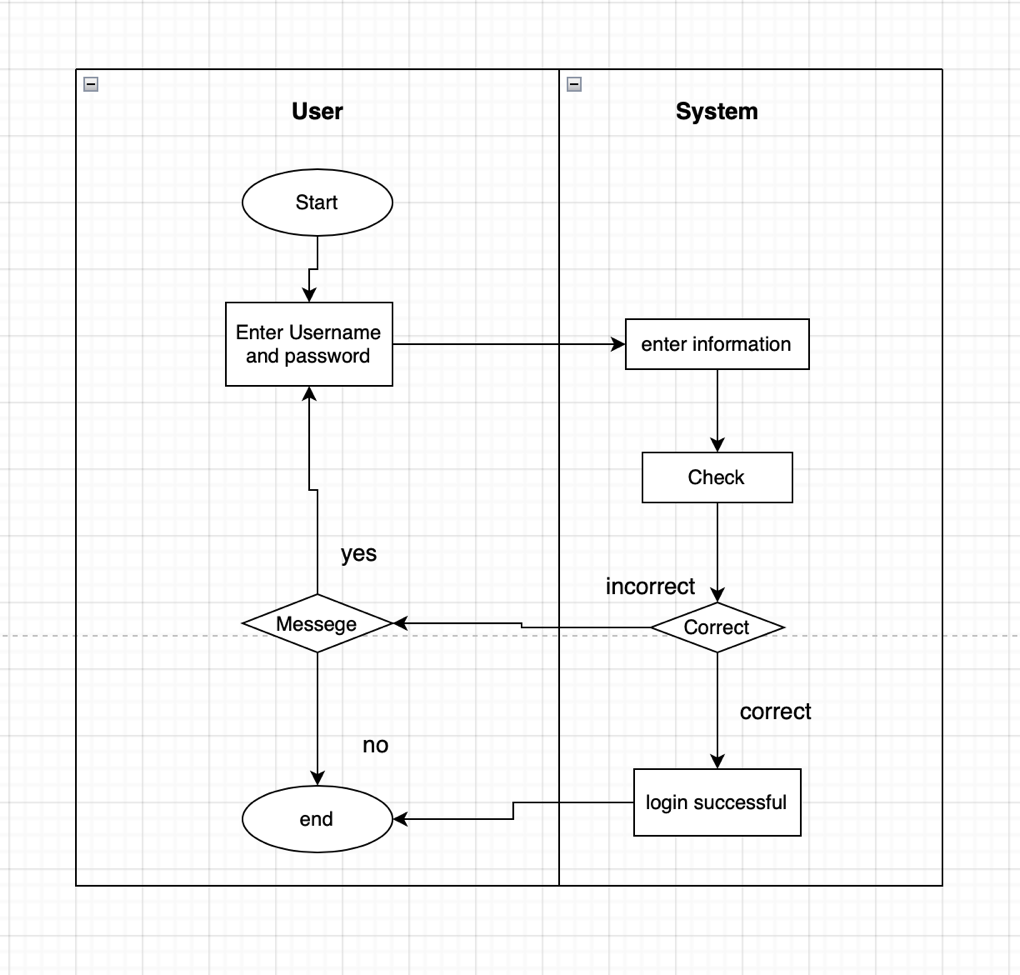 User
System
Start
Enter Username
and password
enter information
Check
yes
incorrect
Messege
Correct
correct
no
login successful
end